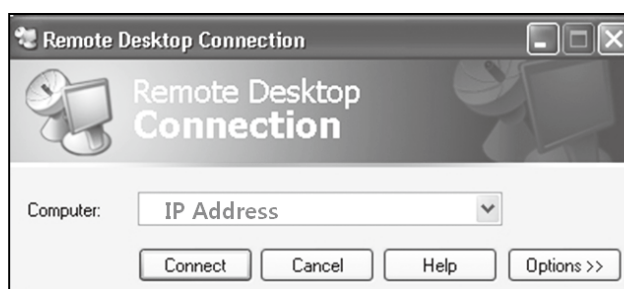 Remote Desktop Connection
Remote Desktop
Connection
Computer: IP Address
Connect Cancel Help Options >>